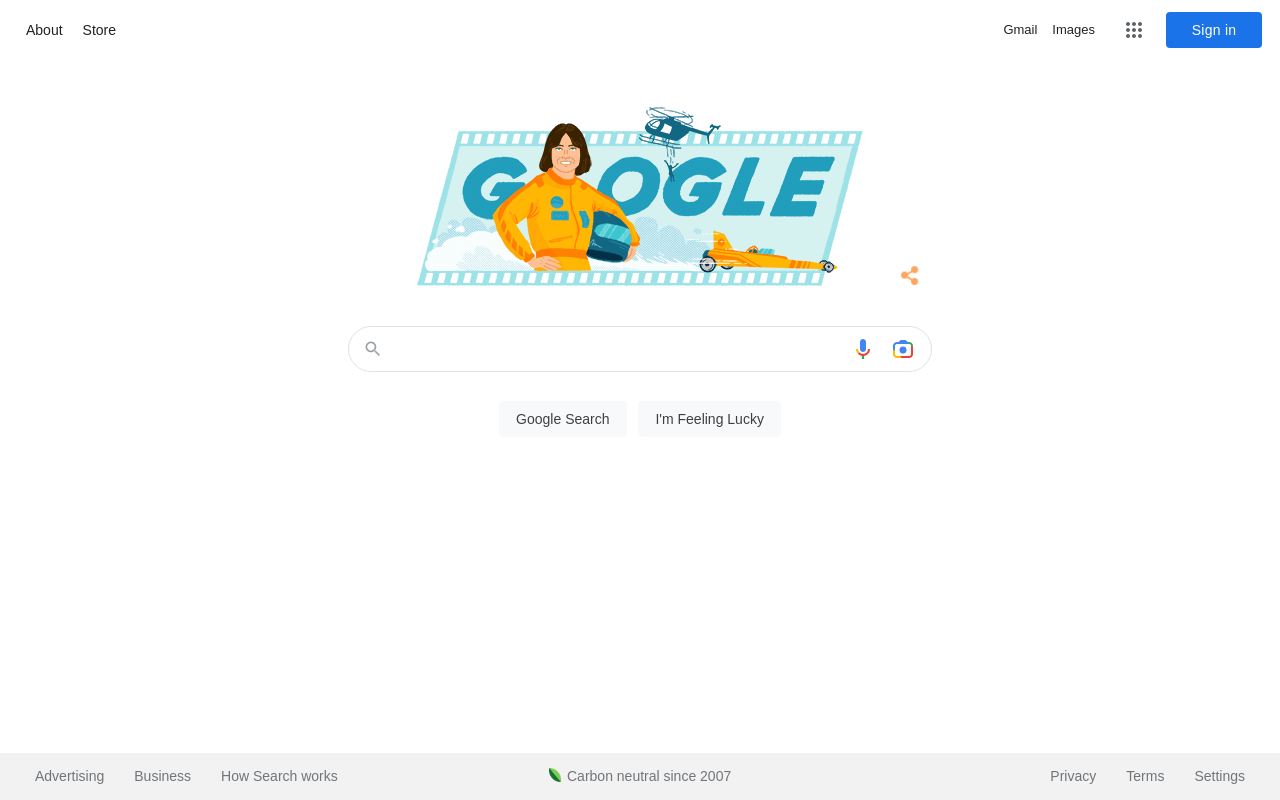 About Store
Gmail Images Sign in
GOOGLE
Google Search I'm Feeling Lucky
Advertising Business How Search works Carbon neutral since 2007 Privacy Terms Settings